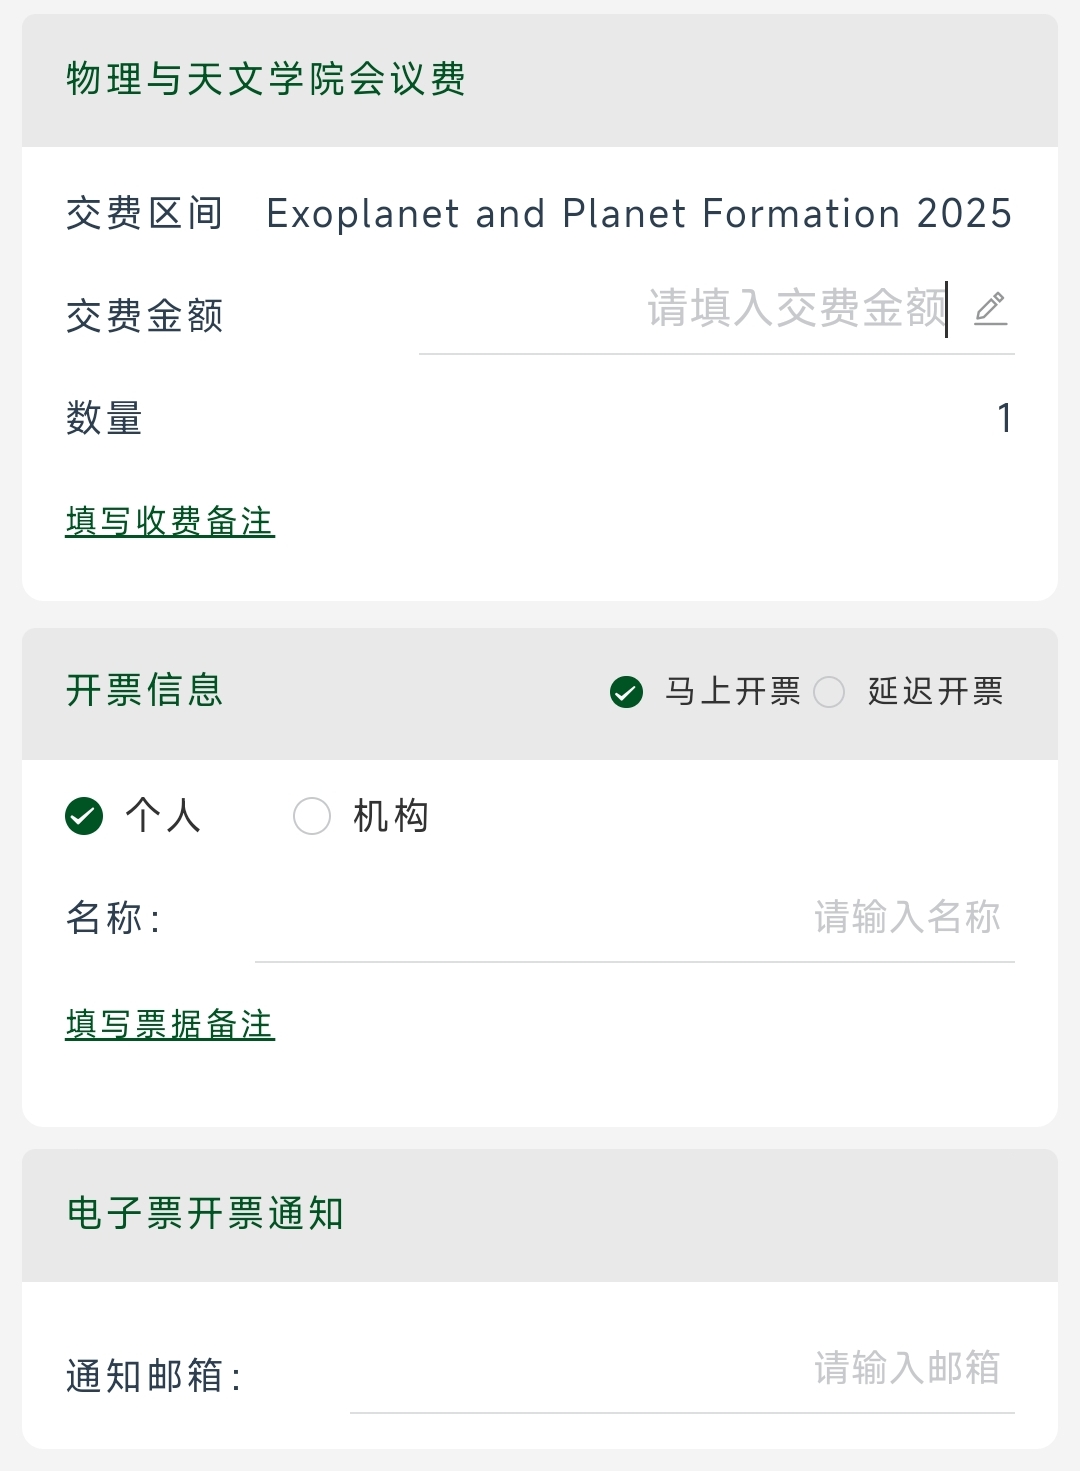 物理与天文学院会议费
交费区间 Exoplanet and Planet Formation 2025
交费金额 请填入交费金额
数量 1
填写收费备注
开票信息 马上开票 延迟开票
个人 机构
名称: 请输入名称
填写票据备注
电子票开票通知
通知邮箱: 请输入邮箱